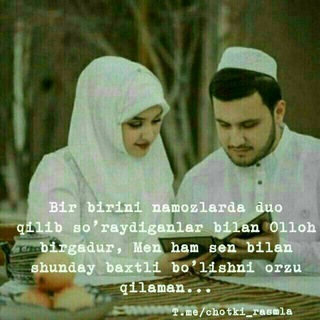 Bir birini namozlarda duo
qilib so'raydiganlar bilan Olloh
birgadur, Men ham sen bilan
shunday baxtli bo'lishni orzu
qilaman...
T.me/chotki_rasmla